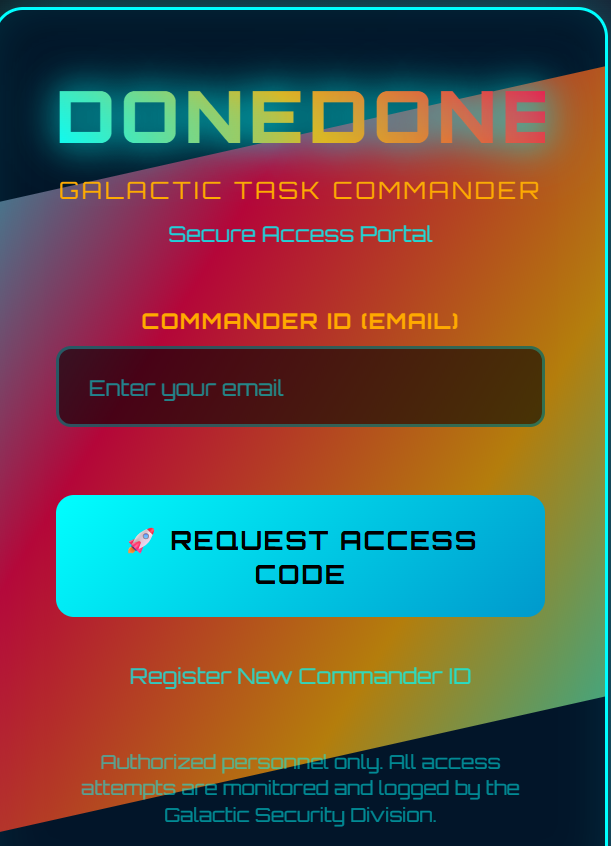 DONEDONE
GALACTIC TASK COMMANDER
Secure Access Portal
COMMANDER ID (EMAIL)
Enter your email
🚀 REQUEST ACCESS
CODE
Register New Commander ID
Authorized personnel only. All access
attempts are monitored and logged by the
Galactic Security Division.